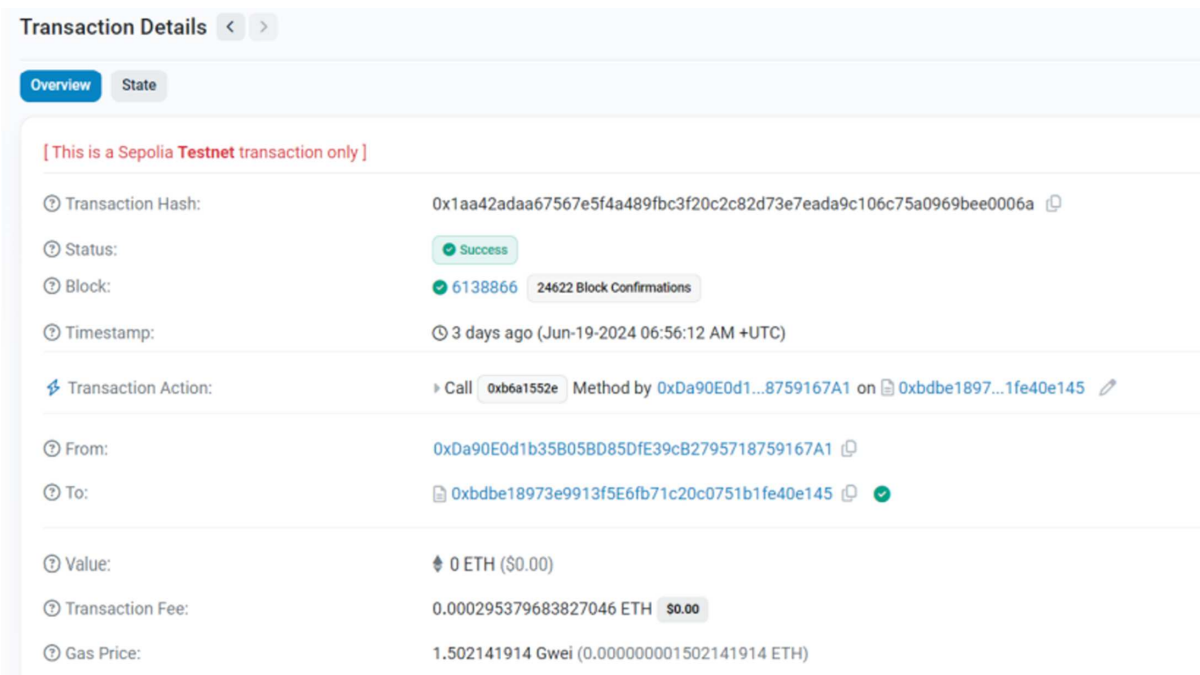 Transaction Details
Overview State
[ This is a Sepolia Testnet transaction only ]
Transaction Hash: 0x1aa42adaa67567e5f4a489fbc3f20c2c82d73e7eada9c106c75a0969bee0006a
Status: Success
Block: 6138866 24622 Block Confirmations
Timestamp: 3 days ago (Jun-19-2024 06:56:12 AM +UTC)
Transaction Action: Call 0xb6a1552e Method by 0xDa90E0d1...8759167A1 on 0xbdbe1897...1fe40e145
From: 0xDa90E0d1b35B05BD85DfE39cB2795718759167A1
To: 0xbdbe18973e9913f5E6fb71c20c0751b1fe40e145
Value: 0 ETH ($0.00)
Transaction Fee: 0.000295379683827046 ETH $0.00
Gas Price: 1.502141914 Gwei (0.000000001502141914 ETH)